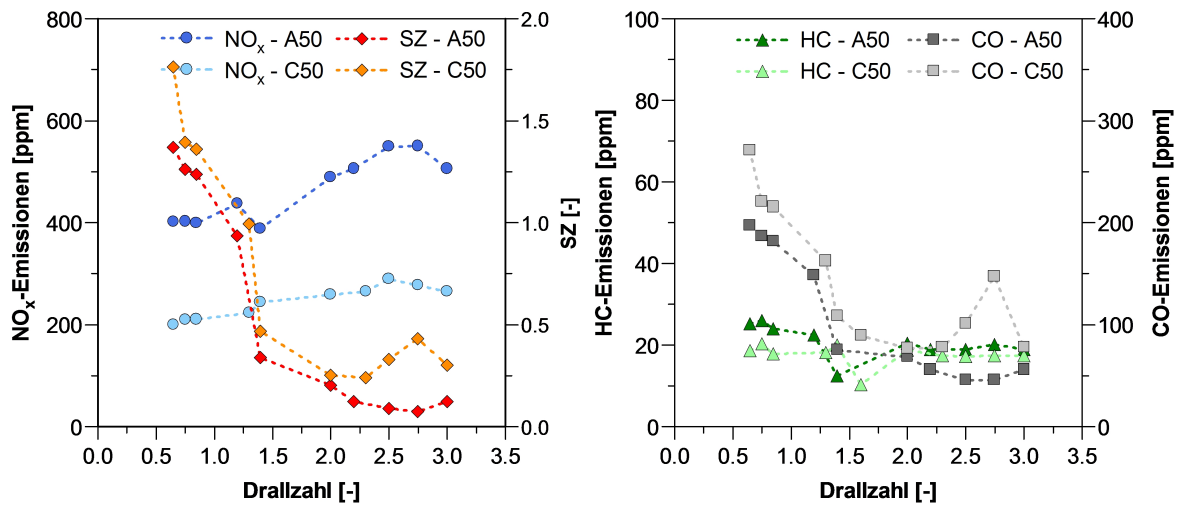 NOx - A50 SZ - A50
NOx - C50 SZ - C50
800
600
400
200
0
NOx-Emissionen [ppm]
2.0
1.5
1.0
0.5
0.0
SZ [-]
0.0 0.5 1.0 1.5 2.0 2.5 3.0 3.5
Drallzahl [-]
HC - A50 CO - A50
HC - C50 CO - C50
100
80
60
40
20
0
HC-Emissionen [ppm]
400
300
200
100
0
CO-Emissionen [ppm]
0.0 0.5 1.0 1.5 2.0 2.5 3.0 3.5
Drallzahl [-]